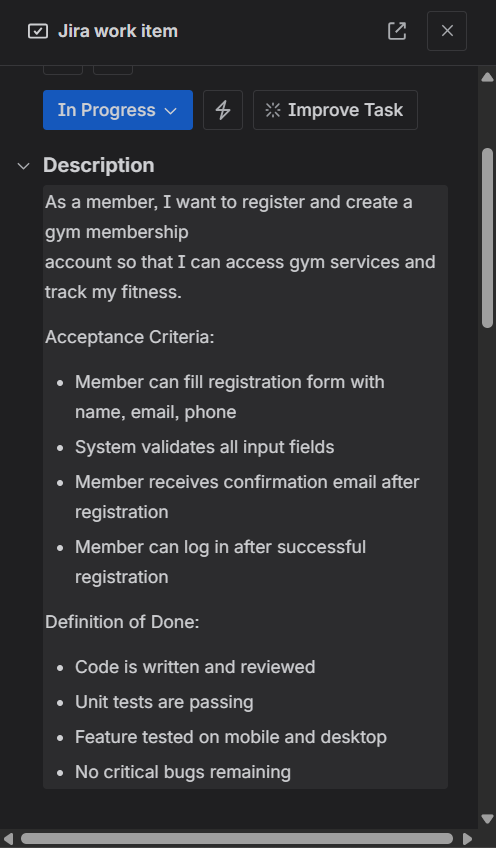 Jira work item
In Progress
Improve Task
Description
As a member, I want to register and create a
gym membership
account so that I can access gym services and
track my fitness.
Acceptance Criteria:
• Member can fill registration form with
name, email, phone
• System validates all input fields
• Member receives confirmation email after
registration
• Member can log in after successful
registration
Definition of Done:
• Code is written and reviewed
• Unit tests are passing
• Feature tested on mobile and desktop
• No critical bugs remaining